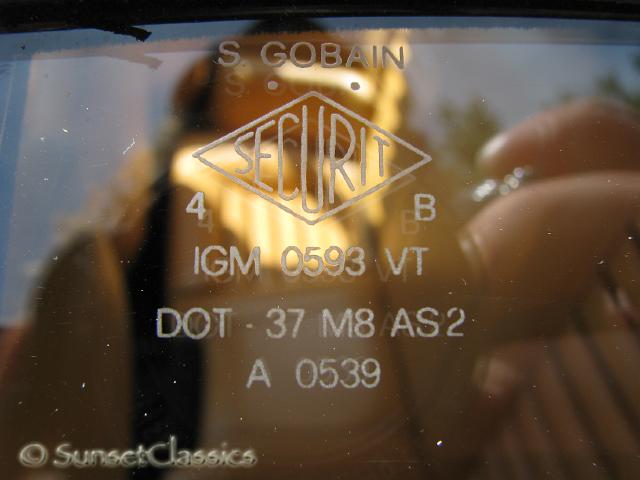 S. GOBAIN
SECURIT
4 B
IGM 0593 VT
DOT · 37 M8 AS2
A 0539
© SunsetClassics